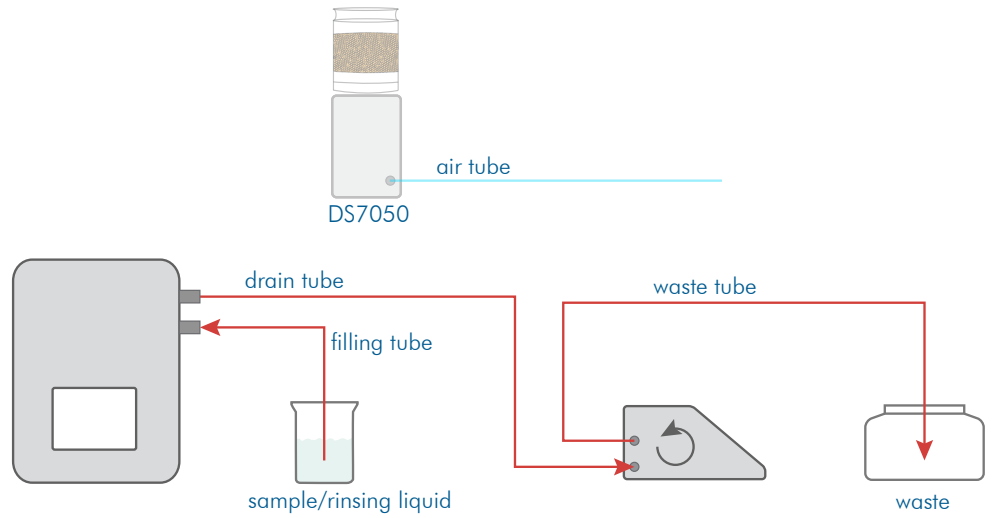 air tube
DS7050
drain tube
waste tube
filling tube
sample/rinsing liquid
waste